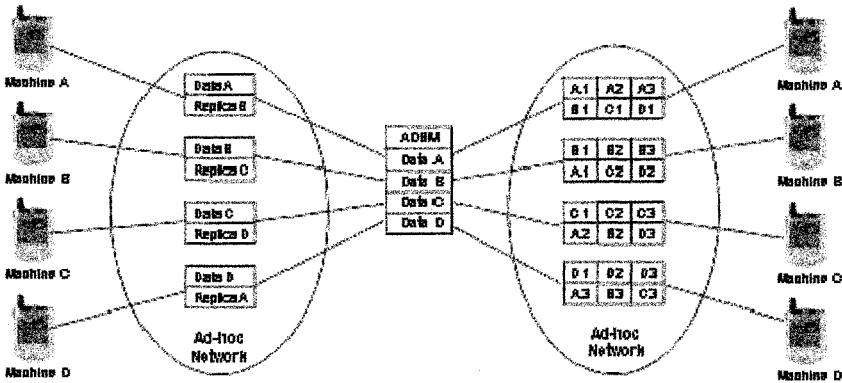 Machine A
Machine B
Machine C
Machine D
Data A
Replica B
Data B
Replica C
Data C
Replica D
Data D
Replica A
Ad-hoc
Network
ADBM
Data A
Data B
Data C
Data D
A1 A2 A3
B1 C1 D1
B1 B2 B3
A1 C2 D2
C1 C2 C3
A2 B2 D3
D1 D2 D3
A3 B3 C3
Ad-hoc
Network
Machine A
Machine B
Machine C
Machine D